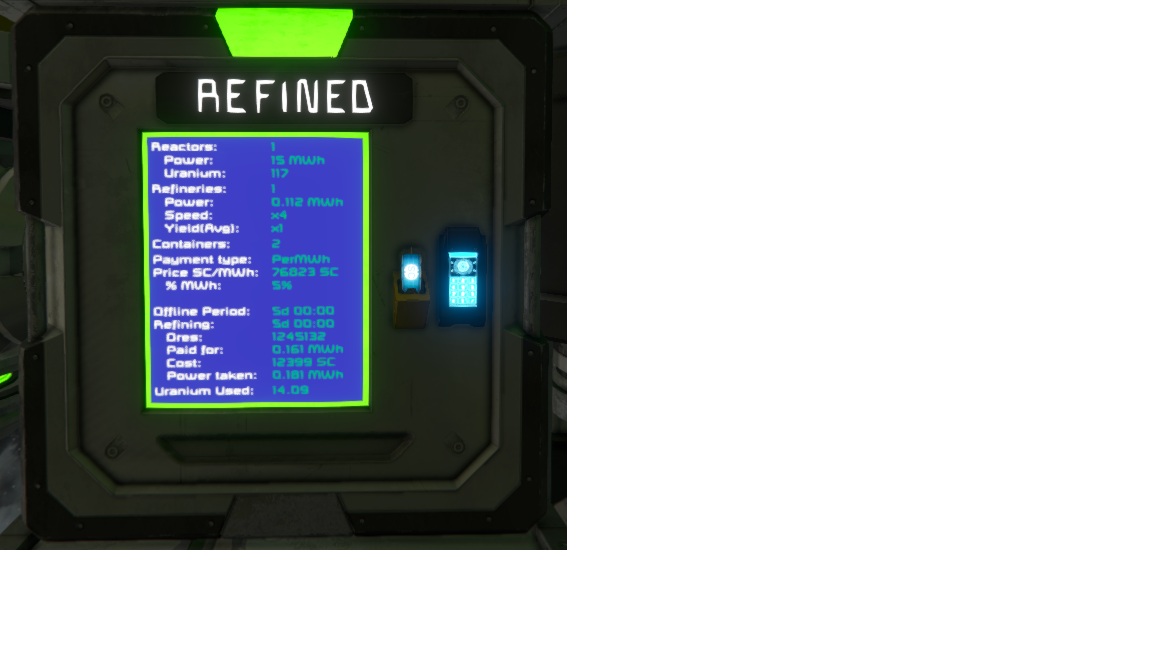 REFINED
Reactors: 1
Power: 15 MWh
Uranium: 117
Refineries: 1
Power: 0.112 MWh
Speed: x4
Yield(Avg): x1
Containers: 2
Payment type: PerMWh
Price SC/MWh: 76823 SC
% MWh: 5%
Offline Period: 5d 00:00
Refining: 5d 00:00
Ores: 1245132
Paid for: 0.161 MWh
Cost: 12399 SC
Power taken: 0.181 MWh
Uranium Used: 14.09